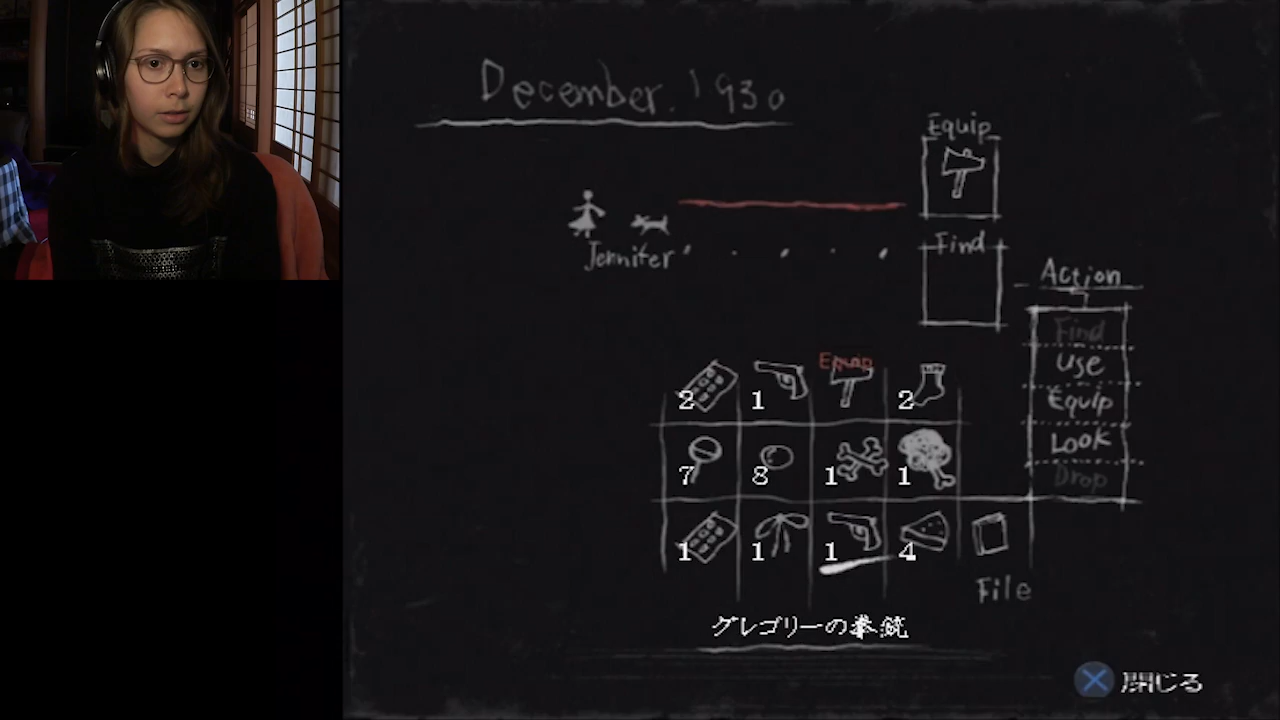 December. 1930
Equip
Jennifer
Find
Action
Find
Use
Equip
Look
Drop
Equip
2 1 2
7 8 1 1
1 1 1 4
File
グレゴリーの拳銃
閉じる